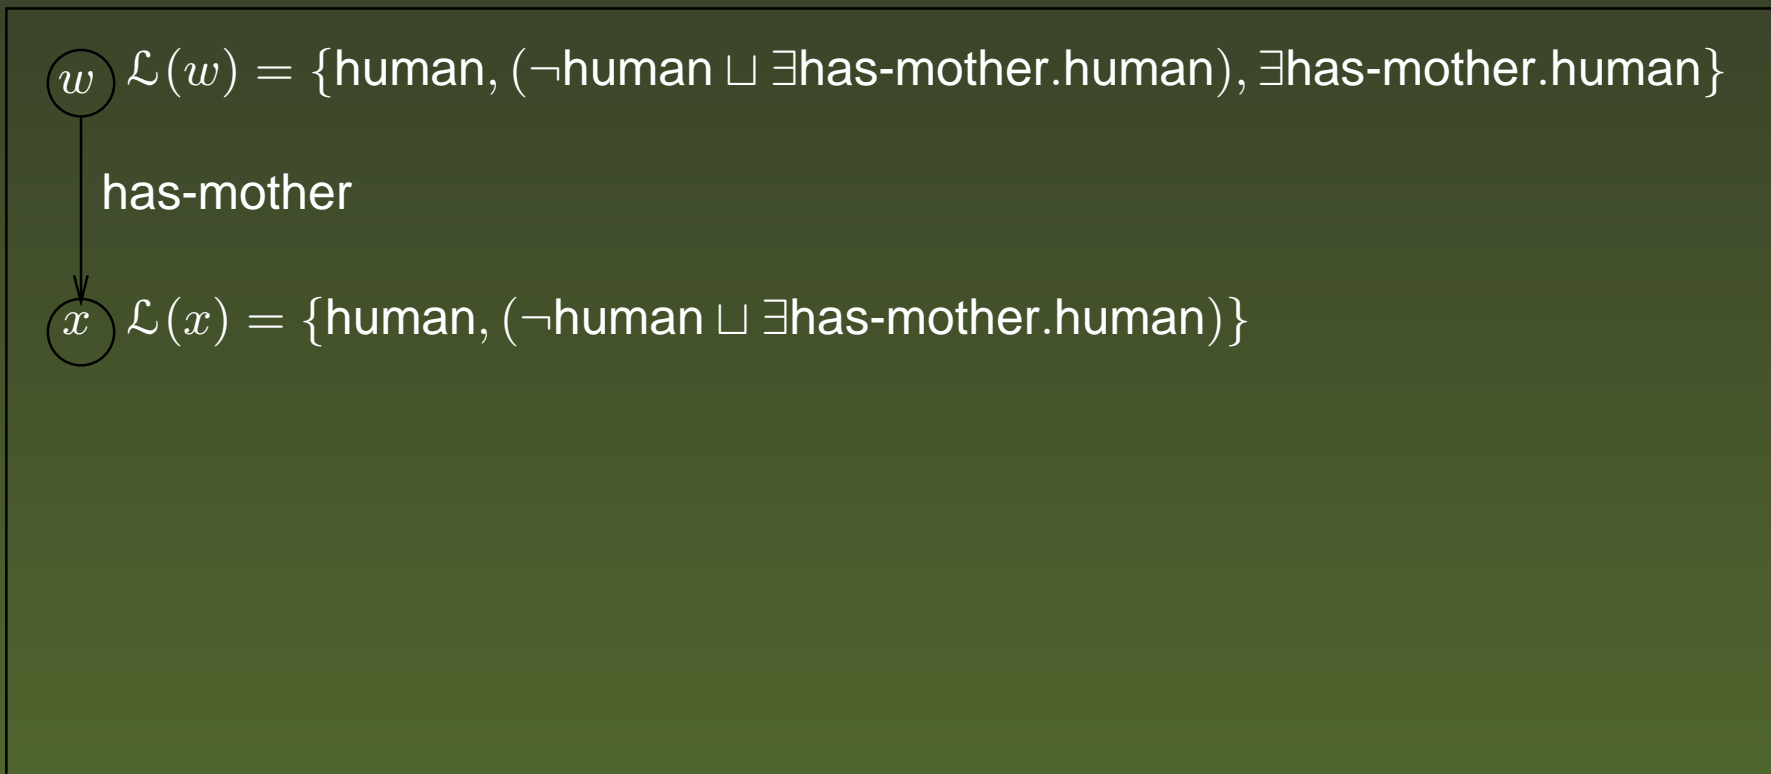 w ℒ(w) = {human, (¬human ⊔ ∃has-mother.human), ∃has-mother.human}
has-mother
x ℒ(x) = {human, (¬human ⊔ ∃has-mother.human)}